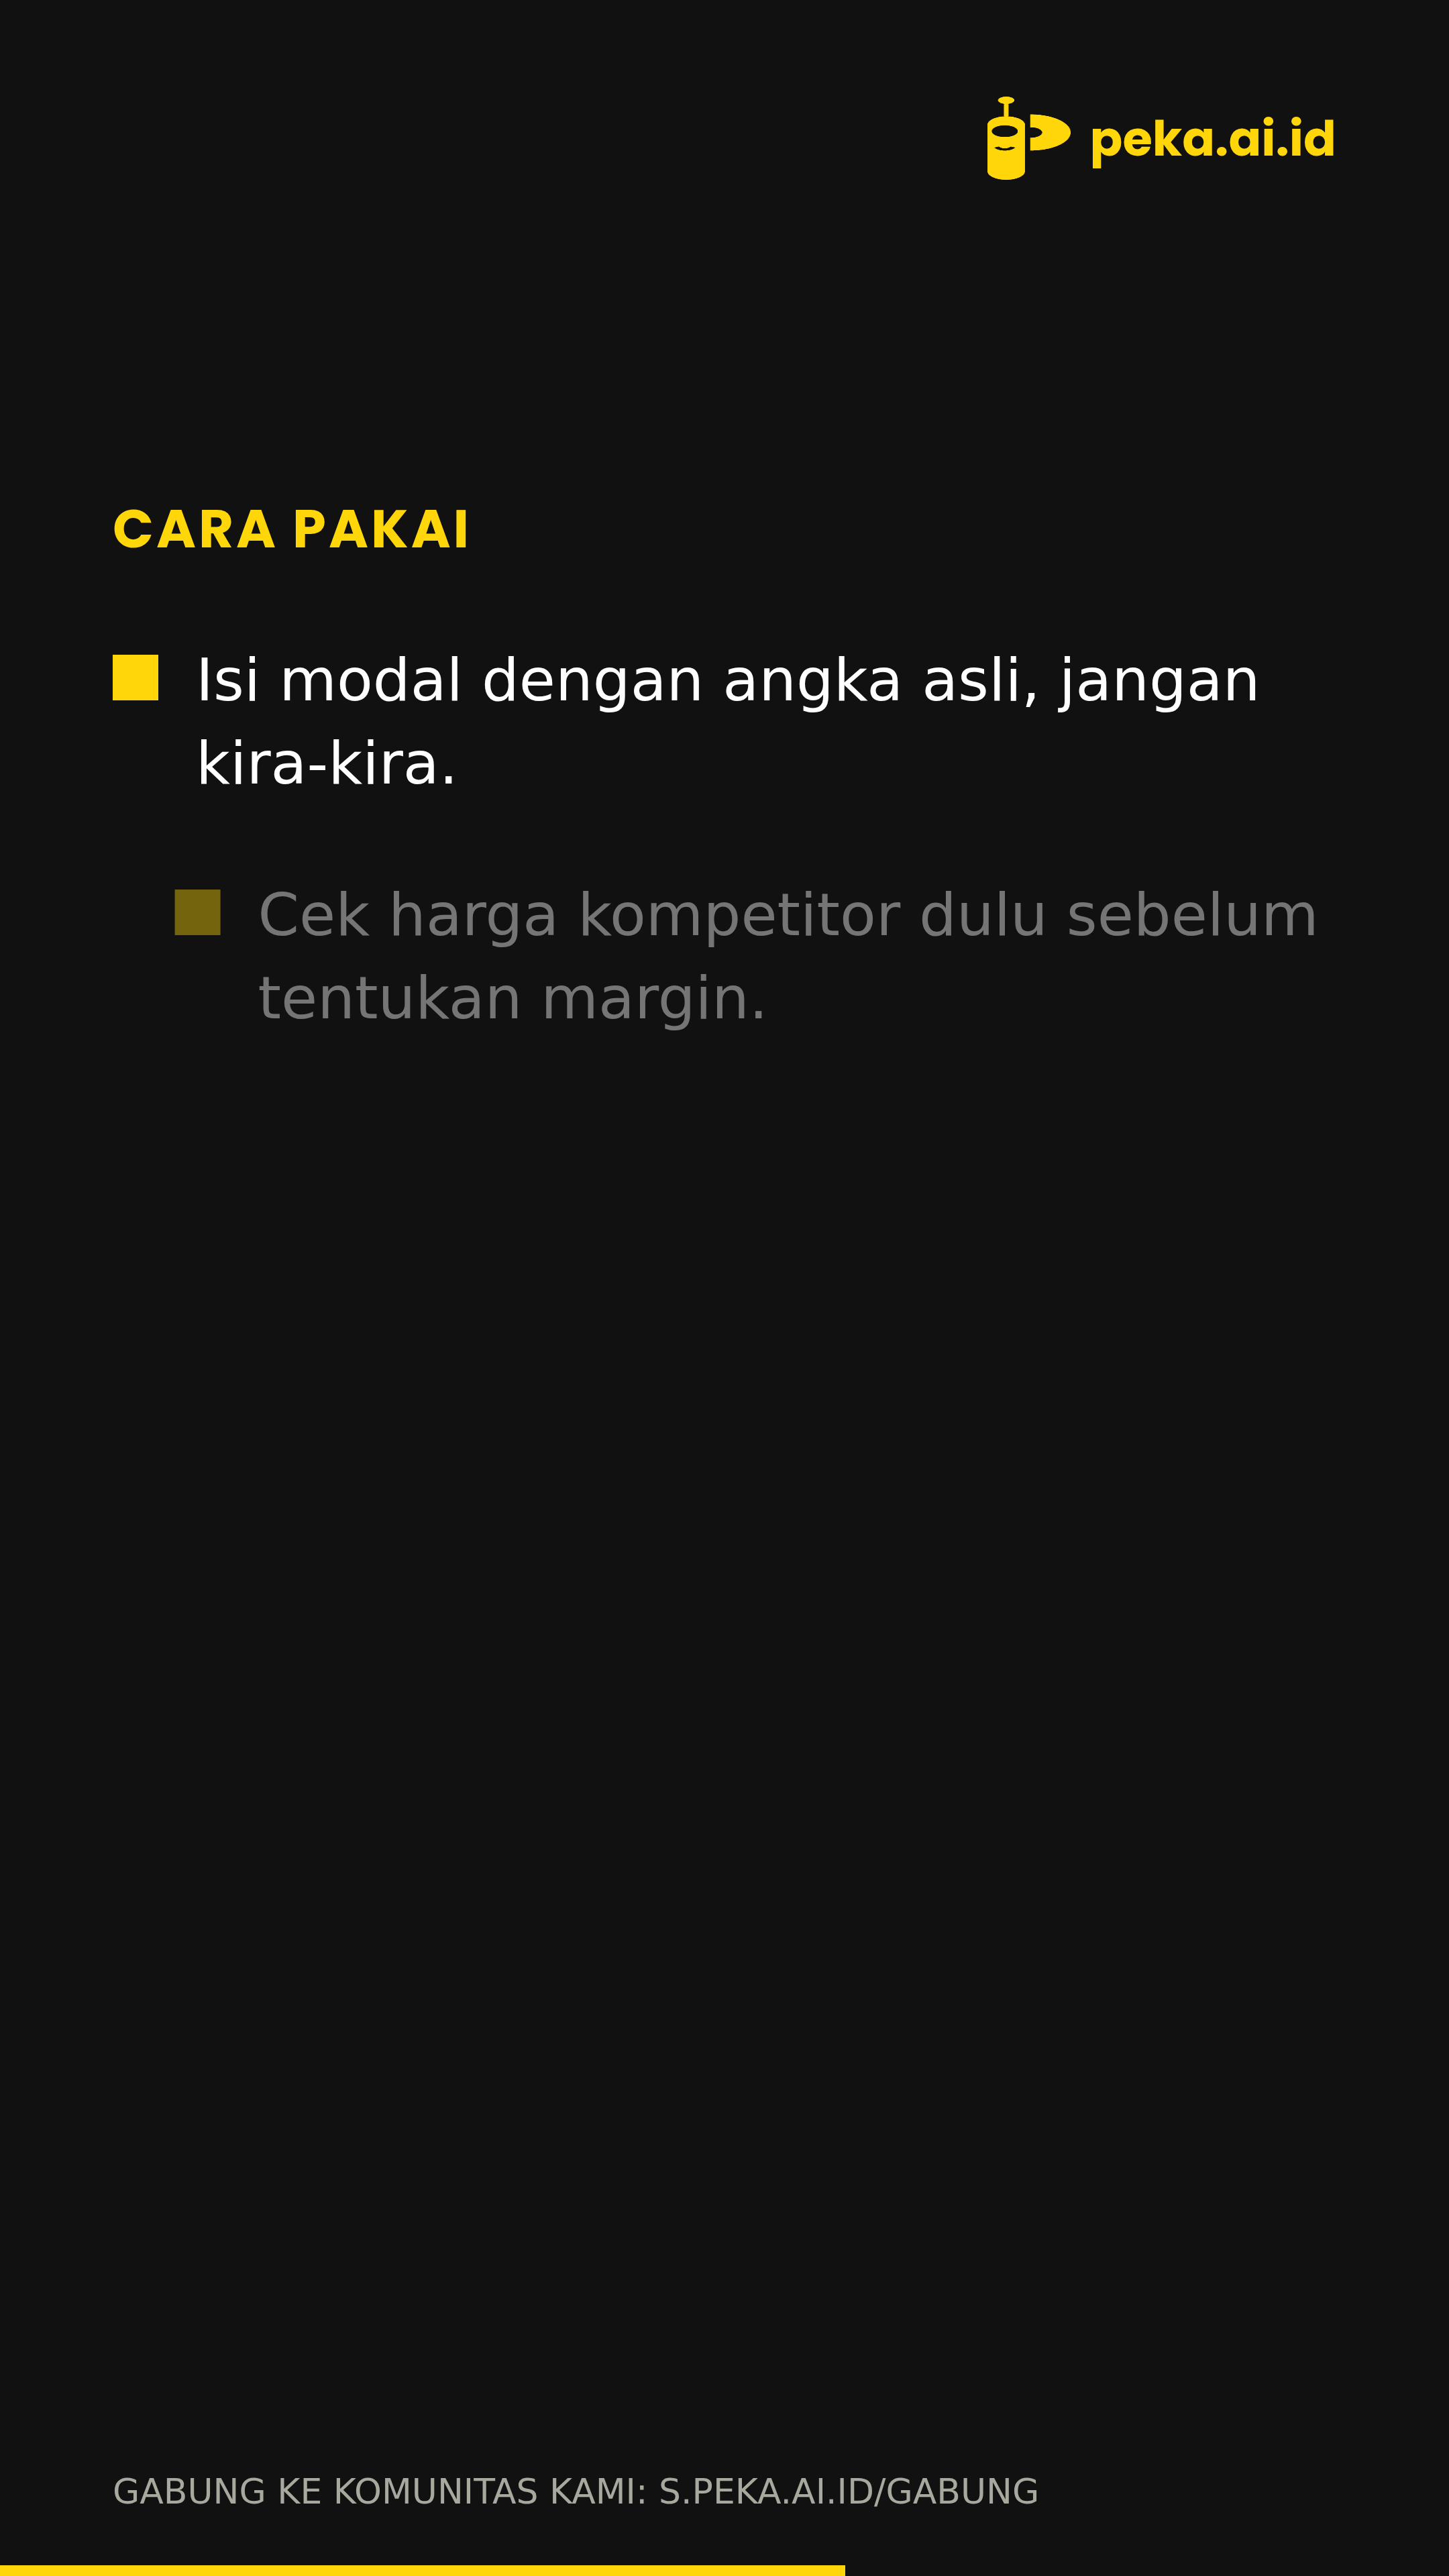 peka.ai.id
CARA PAKAI
Isi modal dengan angka asli, jangan
kira-kira.
Cek harga kompetitor dulu sebelum
tentukan margin.
GABUNG KE KOMUNITAS KAMI: S.PEKA.AI.ID/GABUNG